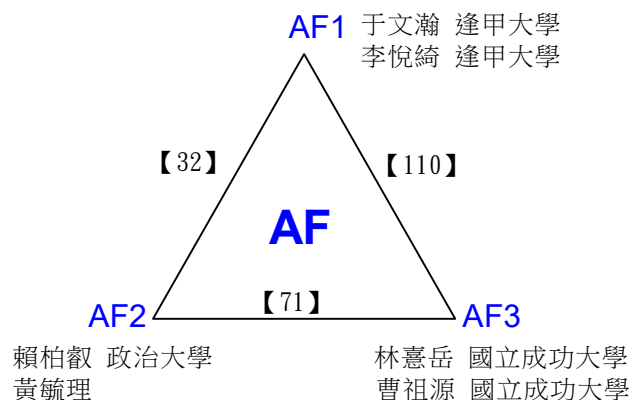 AF1 于文瀚 逢甲大學
李悅綺 逢甲大學
【32】
【110】
AF
【71】
AF2
AF3
賴柏叡 政治大學
黃毓理
林憙岳 國立成功大學
曹祖源 國立成功大學